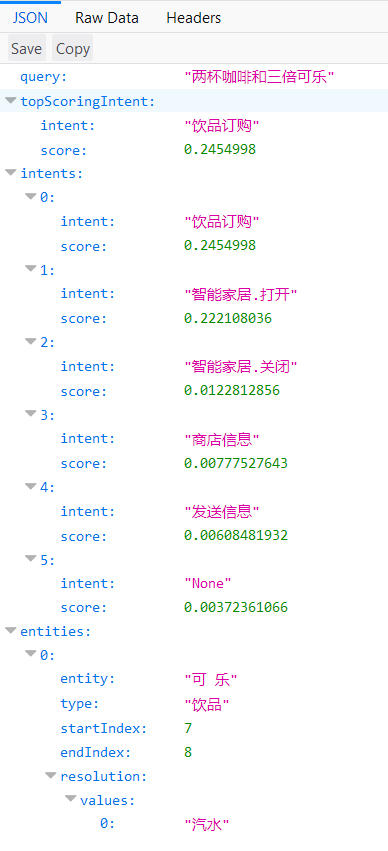 JSON Raw Data Headers
Save Copy
query: "两杯咖啡和三倍可乐"
topScoringIntent:
intent: "饮品订购"
score: 0.2454998
intents:
0:
intent: "饮品订购"
score: 0.2454998
1:
intent: "智能家居.打开"
score: 0.222108036
2:
intent: "智能家居.关闭"
score: 0.0122812856
3:
intent: "商店信息"
score: 0.00777527643
4:
intent: "发送信息"
score: 0.00608481932
5:
intent: "None"
score: 0.00372361066
entities:
0:
entity: "可 乐"
type: "饮品"
startIndex: 7
endIndex: 8
resolution:
values:
0: "汽水"